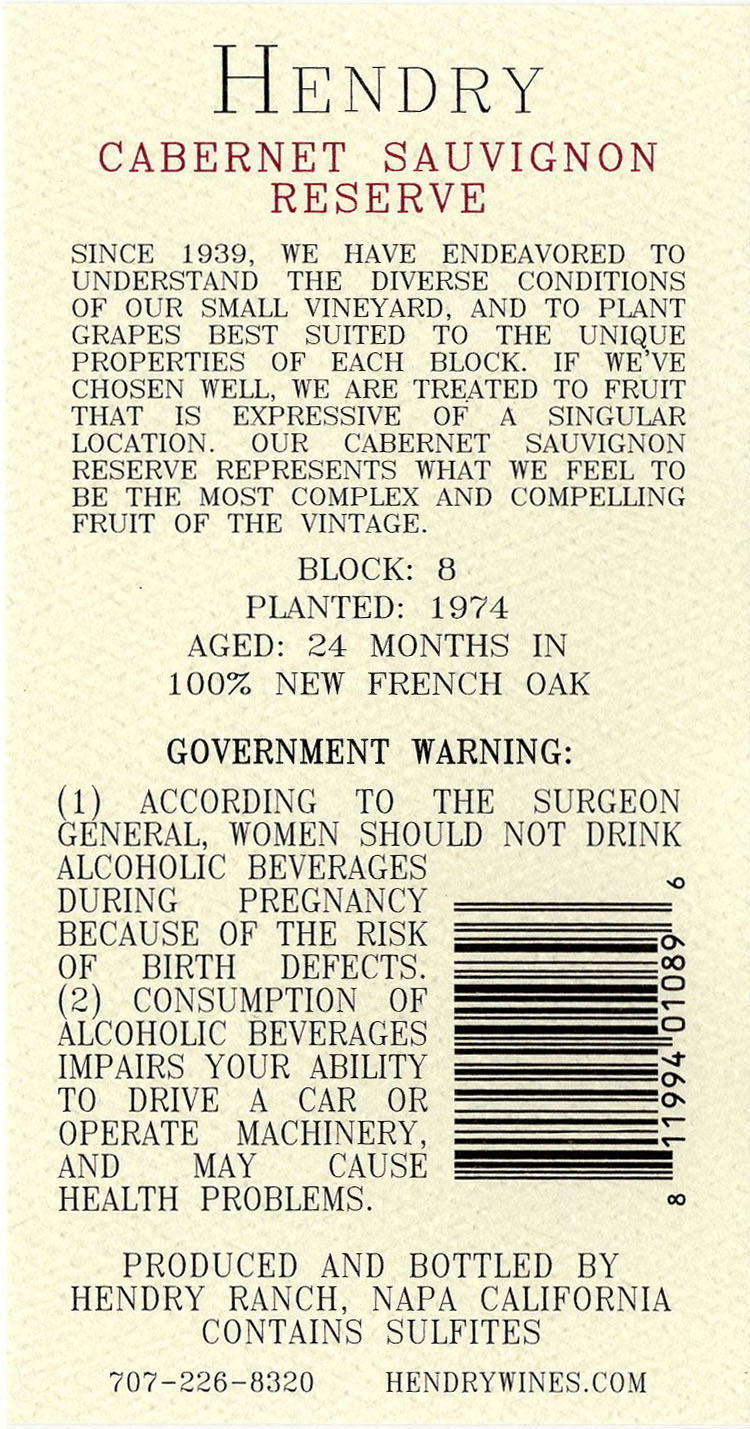 HENDRY
CABERNET SAUVIGNON
RESERVE
SINCE 1939, WE HAVE ENDEAVORED TO
UNDERSTAND THE DIVERSE CONDITIONS
OF OUR SMALL VINEYARD, AND TO PLANT
GRAPES BEST SUITED TO THE UNIQUE
PROPERTIES OF EACH BLOCK. IF WE'VE
CHOSEN WELL, WE ARE TREATED TO FRUIT
THAT IS EXPRESSIVE OF A SINGULAR
LOCATION. OUR CABERNET SAUVIGNON
RESERVE REPRESENTS WHAT WE FEEL TO
BE THE MOST COMPLEX AND COMPELLING
FRUIT OF THE VINTAGE.
BLOCK: 8
PLANTED: 1974
AGED: 24 MONTHS IN
100% NEW FRENCH OAK
GOVERNMENT WARNING:
(1) ACCORDING TO THE SURGEON
GENERAL, WOMEN SHOULD NOT DRINK
ALCOHOLIC BEVERAGES
DURING PREGNANCY
BECAUSE OF THE RISK
OF BIRTH DEFECTS.
(2) CONSUMPTION OF
ALCOHOLIC BEVERAGES
IMPAIRS YOUR ABILITY
TO DRIVE A CAR OR
OPERATE MACHINERY,
AND MAY CAUSE
HEALTH PROBLEMS.
8 11994 01089 6
PRODUCED AND BOTTLED BY
HENDRY RANCH, NAPA CALIFORNIA
CONTAINS SULFITES
707-226-8320 HENDRYWINES.COM